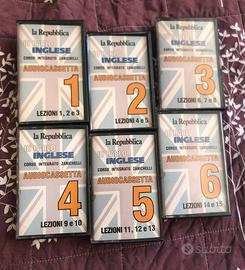 la Repubblica
INGLESE
CORSO INTEGRATO ZANICHELLI
AUDIOCASSETTA
1
LEZIONI 1, 2 e 3
la Repubblica
INGLESE
CORSO INTEGRATO ZANICHELLI
AUDIOCASSETTA
2
LEZIONI 4 e 5
la Repubblica
INGLESE
CORSO INTEGRATO ZANICHELLI
AUDIOCASSETTA
3
LEZIONI 6, 7 e 8
la Repubblica
INGLESE
CORSO INTEGRATO ZANICHELLI
AUDIOCASSETTA
4
LEZIONI 9 e 10
la Repubblica
INGLESE
CORSO INTEGRATO ZANICHELLI
AUDIOCASSETTA
5
LEZIONI 11, 12 e 13
la Repubblica
INGLESE
CORSO INTEGRATO ZANICHELLI
AUDIOCASSETTA
6
LEZIONI 14 e 15
subito